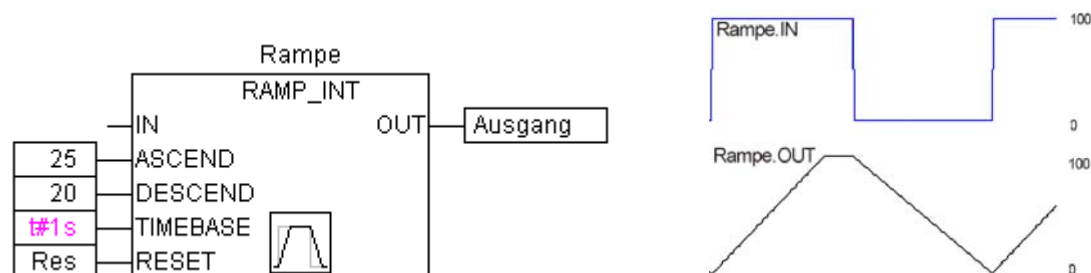 Rampe
RAMP_INT
IN OUT Ausgang
25 ASCEND
20 DESCEND
t#1s TIMEBASE
Res RESET
Rampe.IN 100
0
Rampe.OUT 100
0